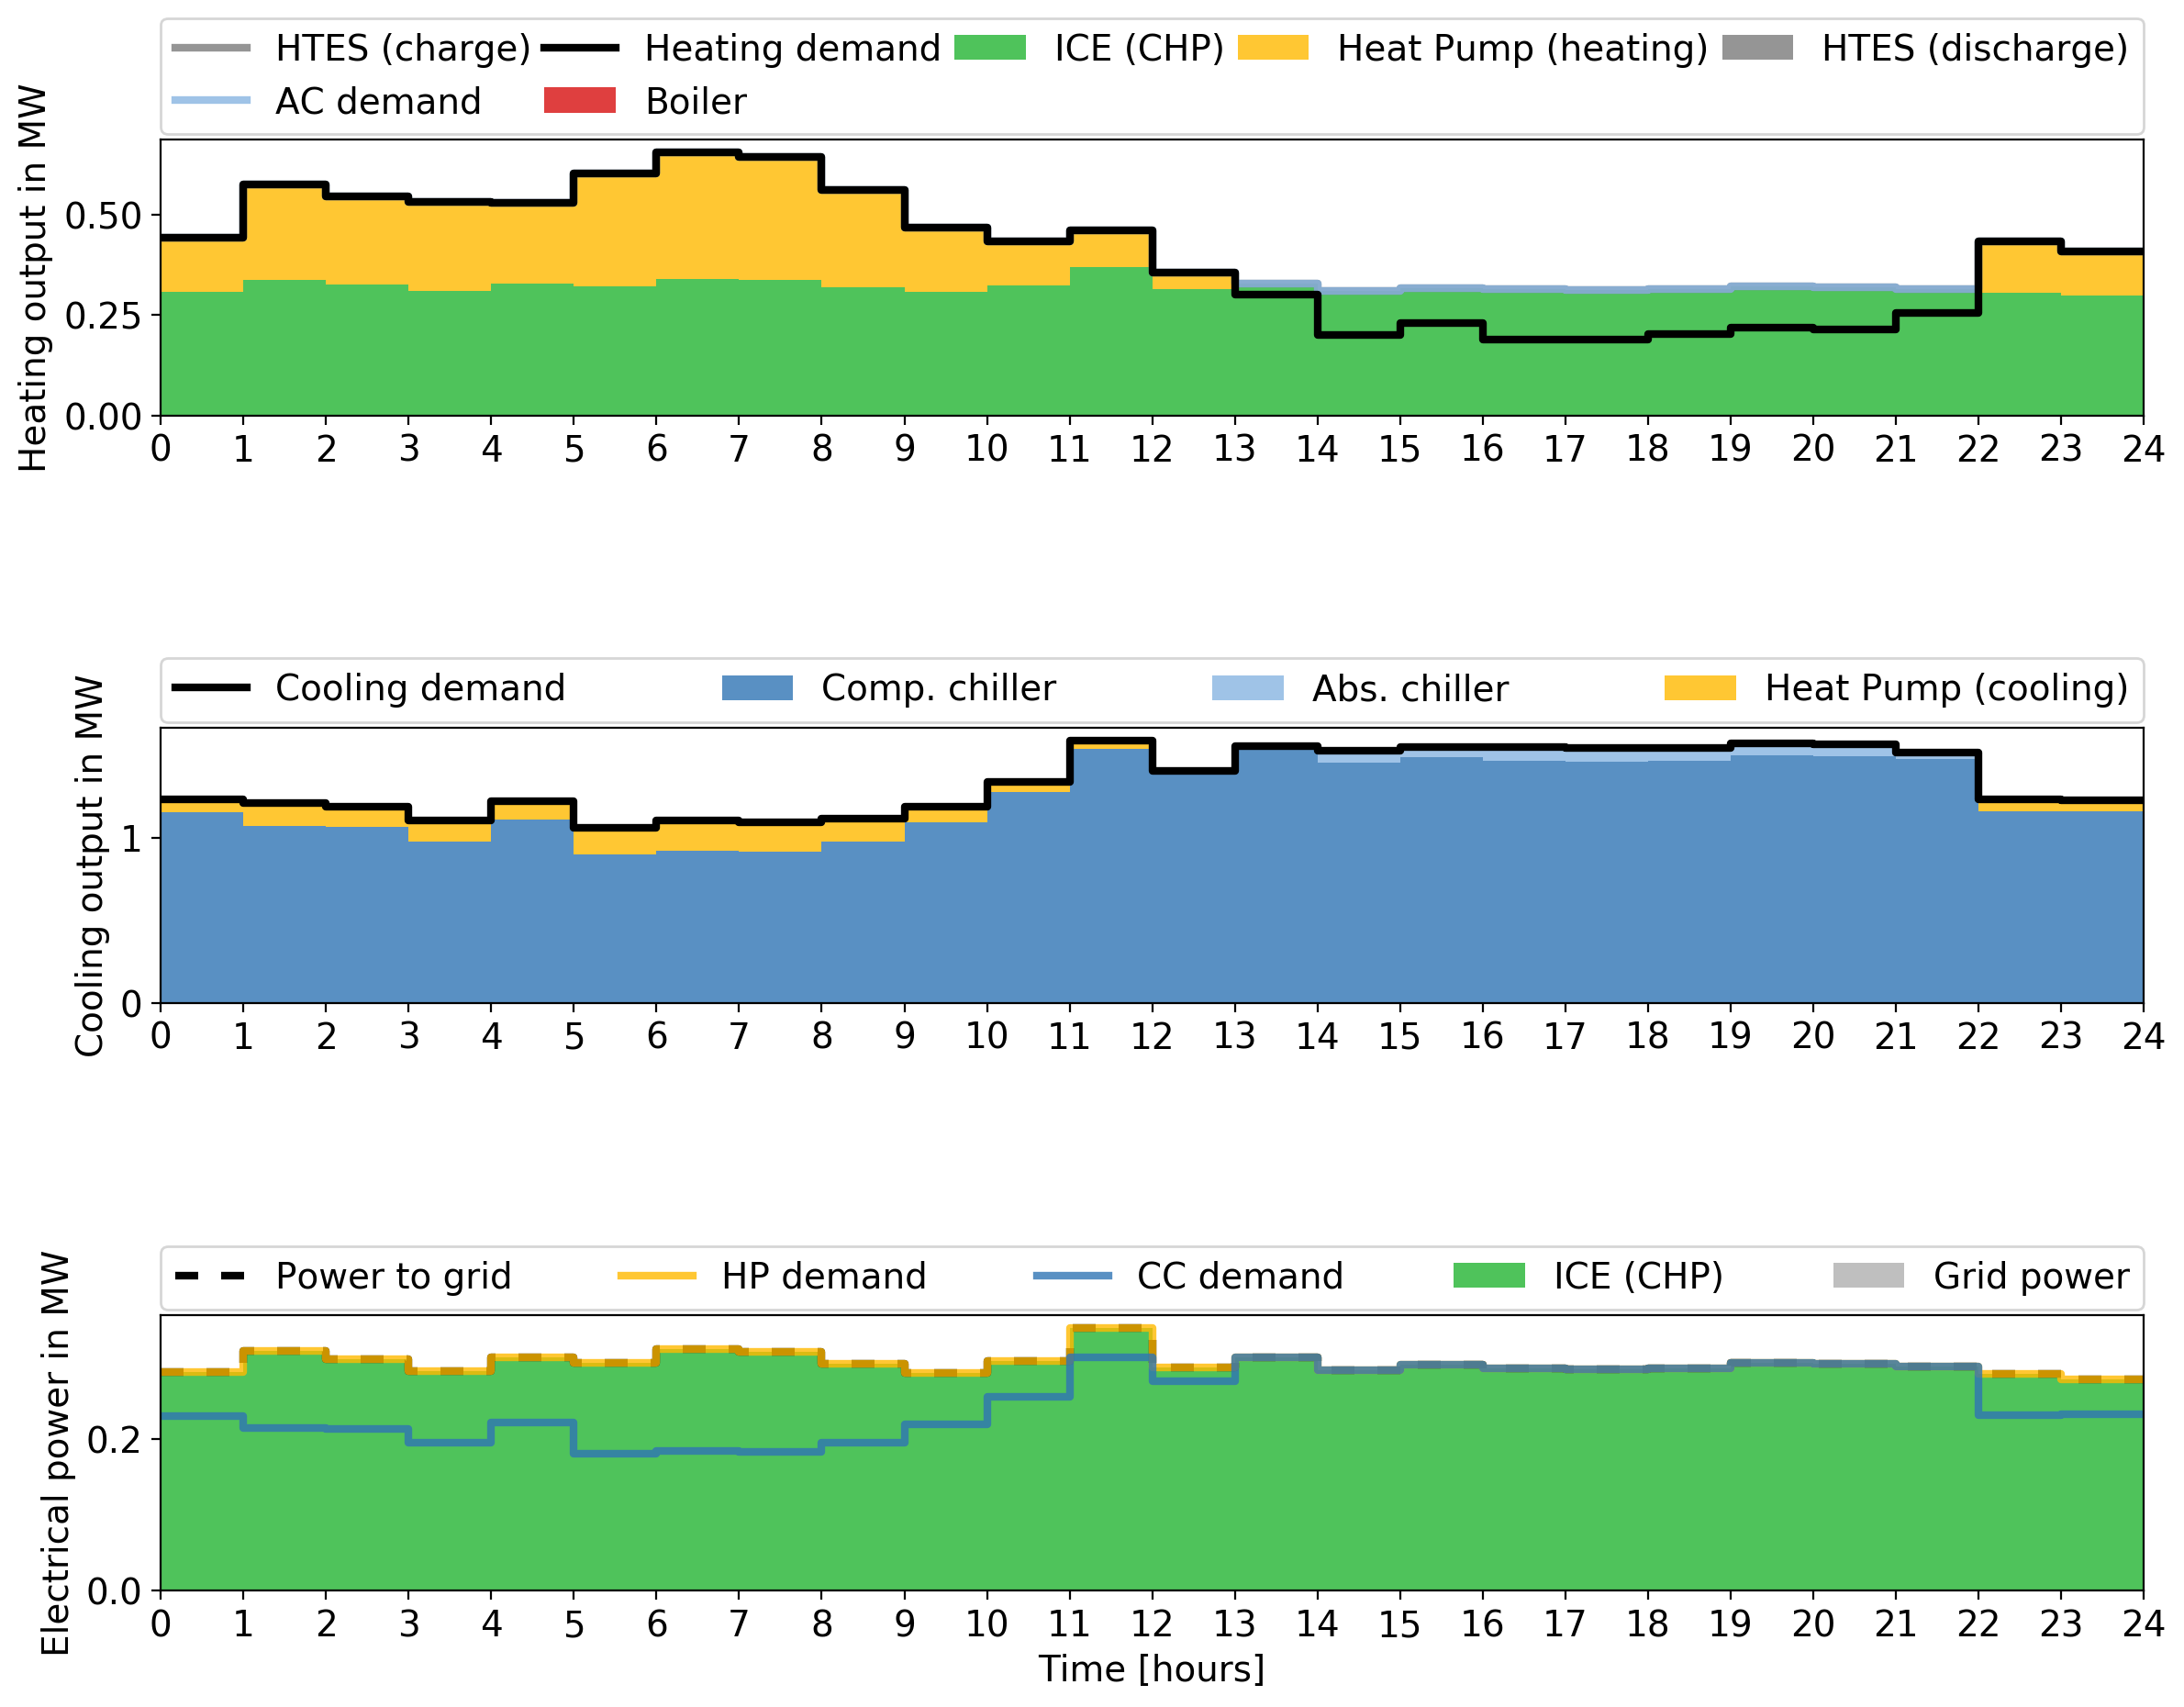 HTES (charge) Heating demand ICE (CHP) Heat Pump (heating) HTES (discharge)
AC demand Boiler
Heating output in MW
0.50
0.25
0.00
0 1 2 3 4 5 6 7 8 9 10 11 12 13 14 15 16 17 18 19 20 21 22 23 24
Cooling demand Comp. chiller Abs. chiller Heat Pump (cooling)
Cooling output in MW
1
0
0 1 2 3 4 5 6 7 8 9 10 11 12 13 14 15 16 17 18 19 20 21 22 23 24
Power to grid HP demand CC demand ICE (CHP) Grid power
Electrical power in MW
0.2
0.0
0 1 2 3 4 5 6 7 8 9 10 11 12 13 14 15 16 17 18 19 20 21 22 23 24
Time [hours]